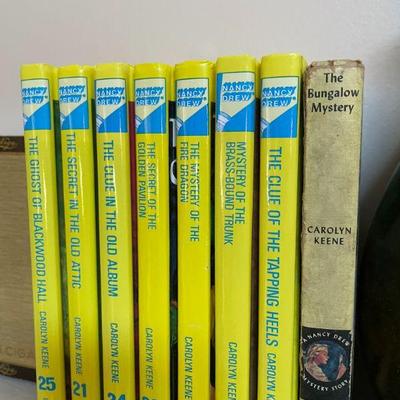 NANCY
DREW
THE GHOST OF BLACKWOOD HALL
CAROLYN KEENE
25
NANCY
DREW
THE SECRET IN THE OLD ATTIC
CAROLYN KEENE
21
NANCY
DREW
THE CLUE IN THE OLD ALBUM
CAROLYN KEENE
24
NANCY
DREW
THE SECRET OF THE
GOLDEN PAVILION
CAROLYN KEENE
NANCY
DREW
THE MYSTERY OF THE
FIRE DRAGON
CAROLYN KEENE
NANCY
DREW
MYSTERY OF THE
BRASS-BOUND TRUNK
CAROLYN KEENE
NANCY
DREW
THE CLUE OF THE TAPPING HEELS
CAROLYN KEENE
The
Bungalow
Mystery
CAROLYN
KEENE
A NANCY DREW
MYSTERY STORY